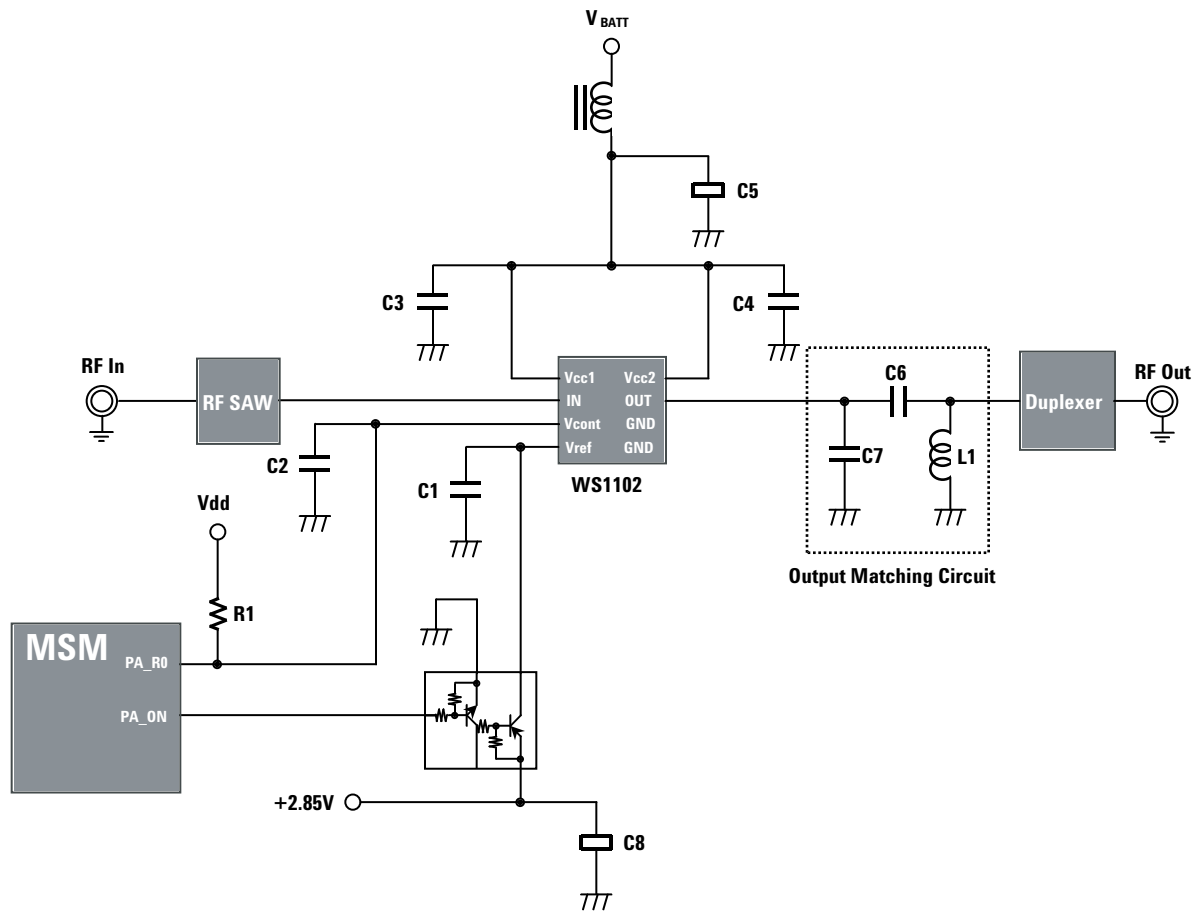 V BATT
C5
C3
C4
RF In
RF SAW
Vcc1
Vcc2
IN
OUT
Vcont
GND
Vref
GND
WS1102
C6
C7
L1
Duplexer
RF Out
Output Matching Circuit
C2
C1
Vdd
R1
MSM
PA_R0
PA_ON
+2.85V
C8